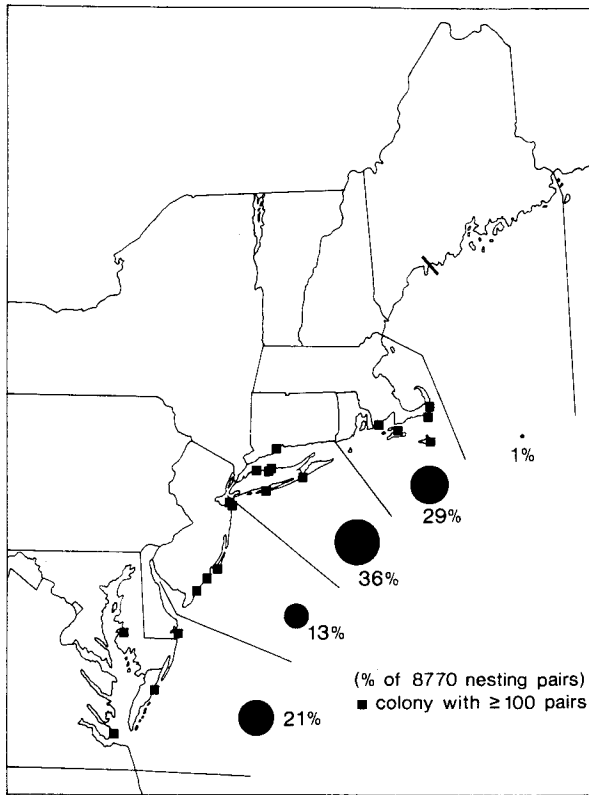 1%
29%
36%
13%
(% of 8770 nesting pairs)
■ colony with ≥ 100 pairs
21%